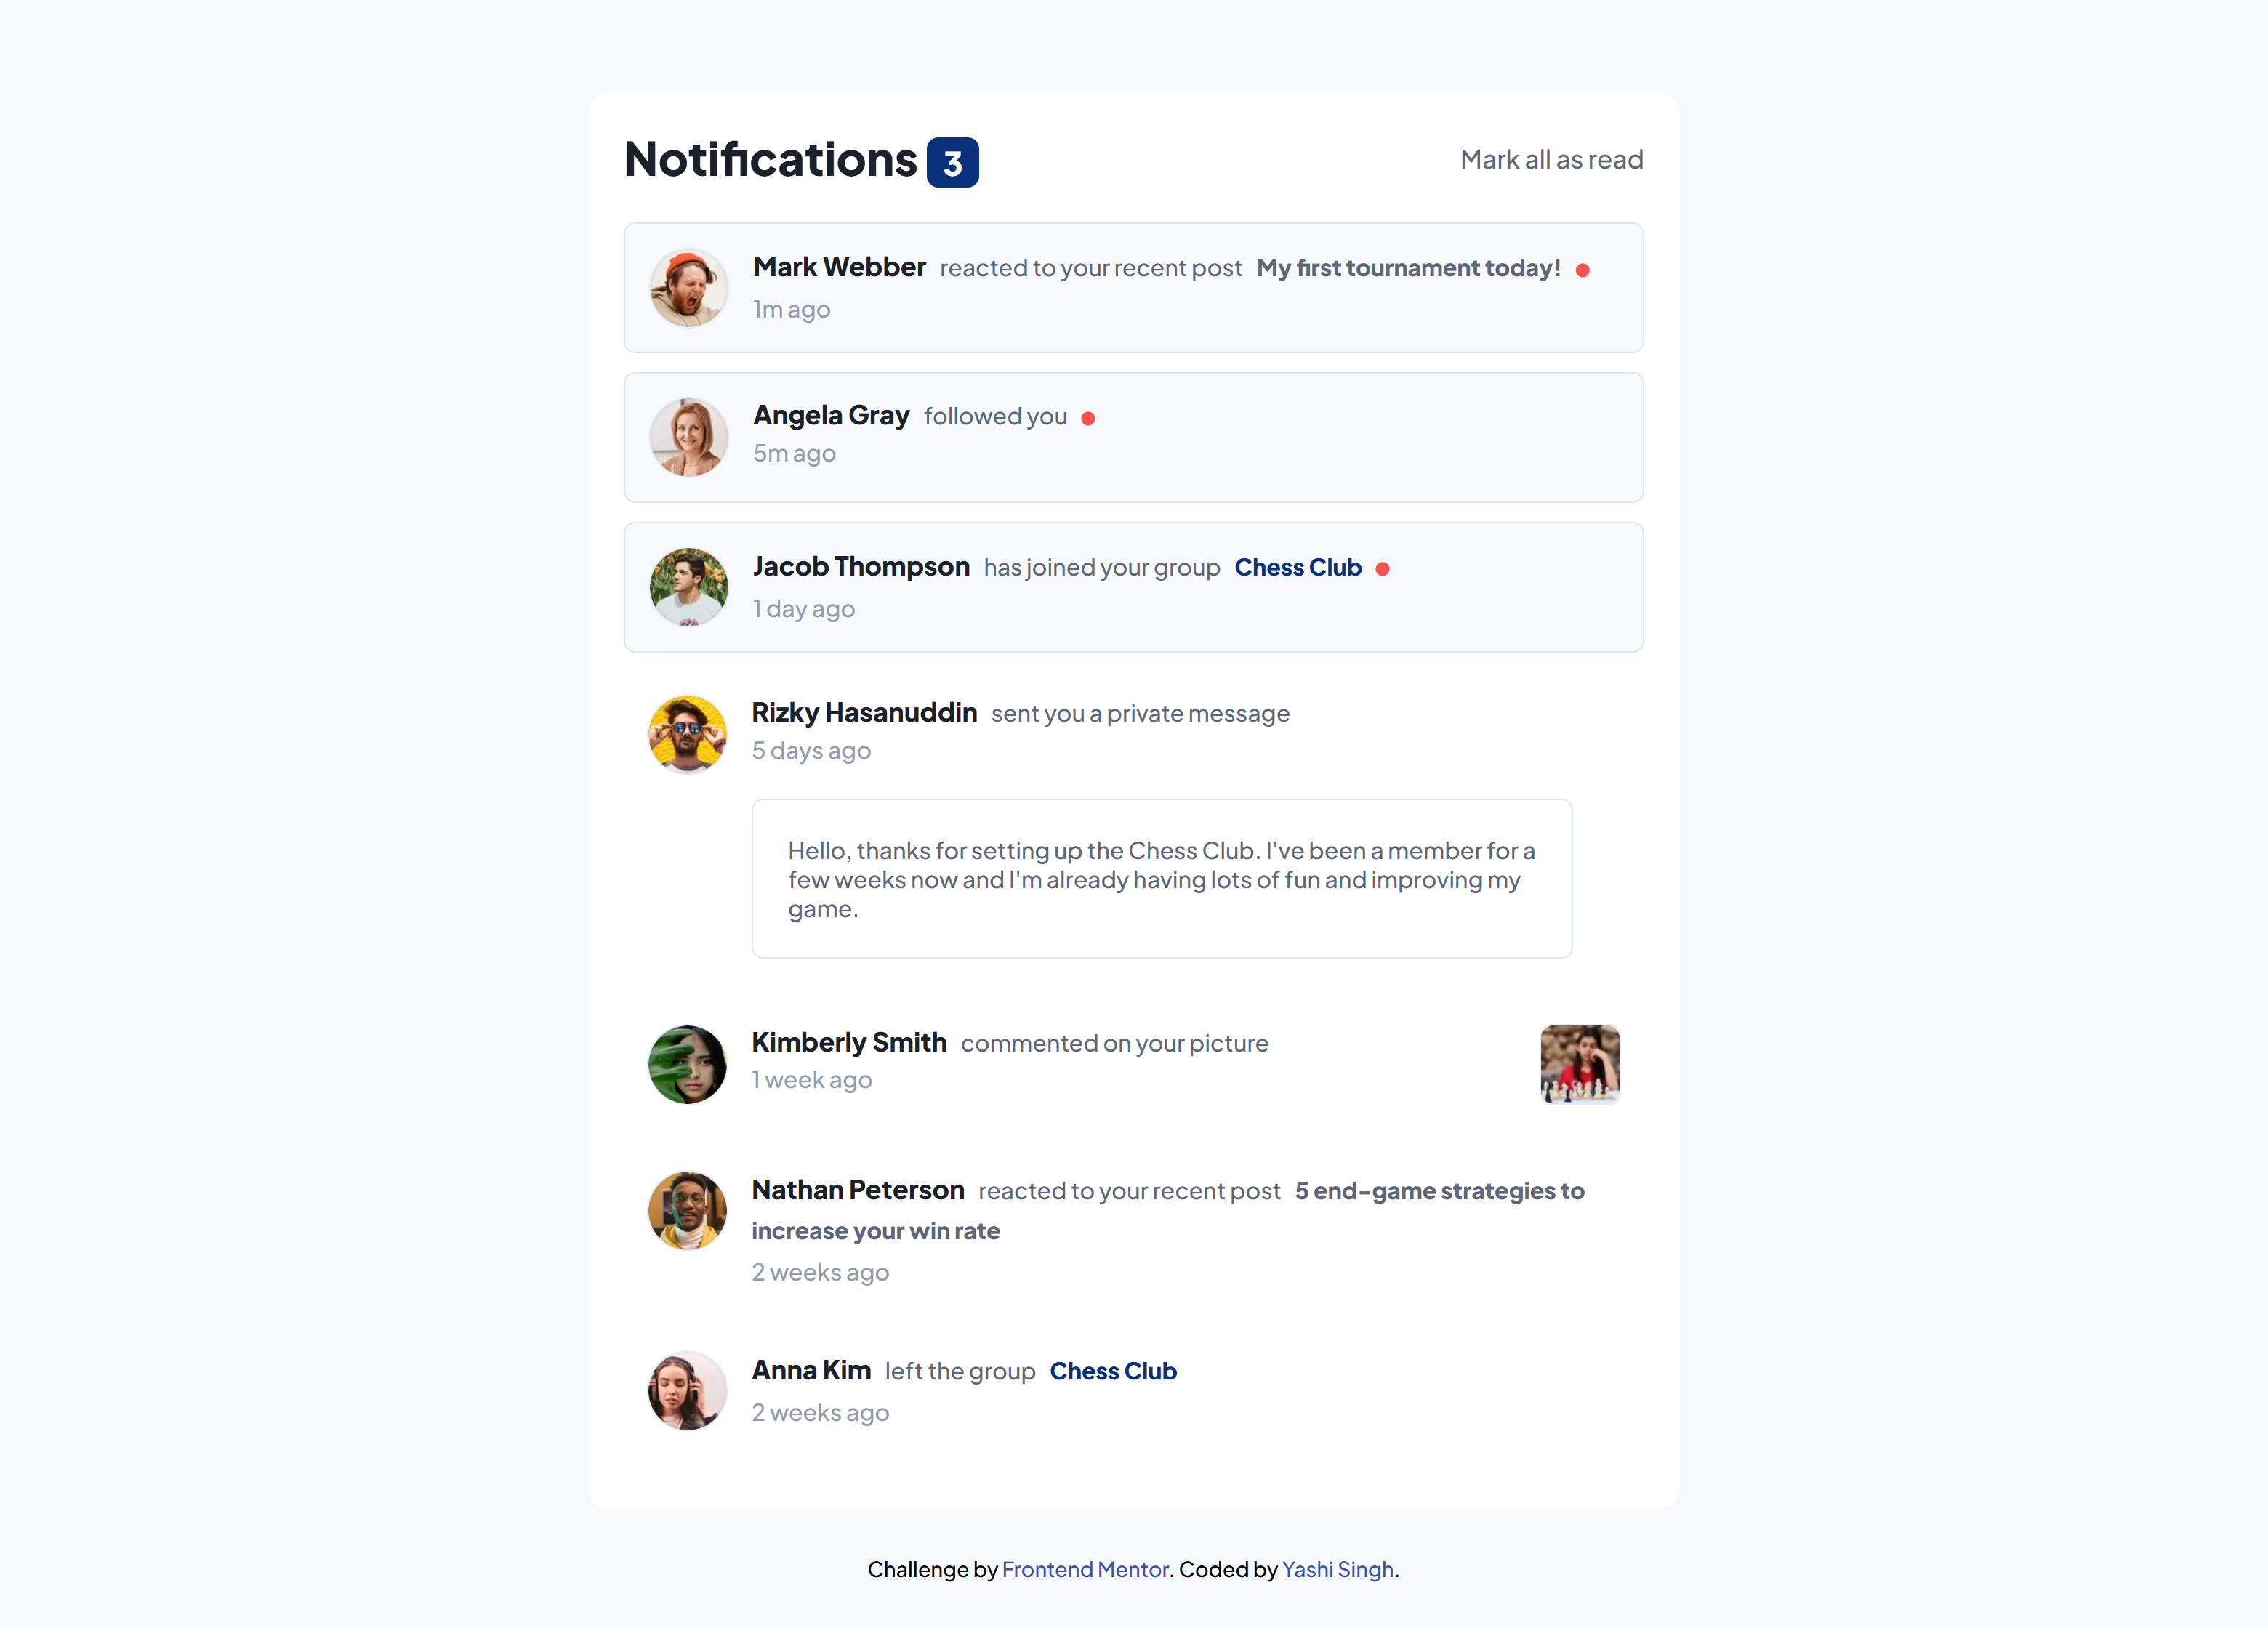 Notifications 3
Mark all as read
Mark Webber reacted to your recent post My first tournament today!
1m ago
Angela Gray followed you
5m ago
Jacob Thompson has joined your group Chess Club
1 day ago
Rizky Hasanuddin sent you a private message
5 days ago
Hello, thanks for setting up the Chess Club. I've been a member for a
few weeks now and I'm already having lots of fun and improving my
game.
Kimberly Smith commented on your picture
1 week ago
Nathan Peterson reacted to your recent post 5 end-game strategies to
increase your win rate
2 weeks ago
Anna Kim left the group Chess Club
2 weeks ago
Challenge by Frontend Mentor. Coded by Yashi Singh.